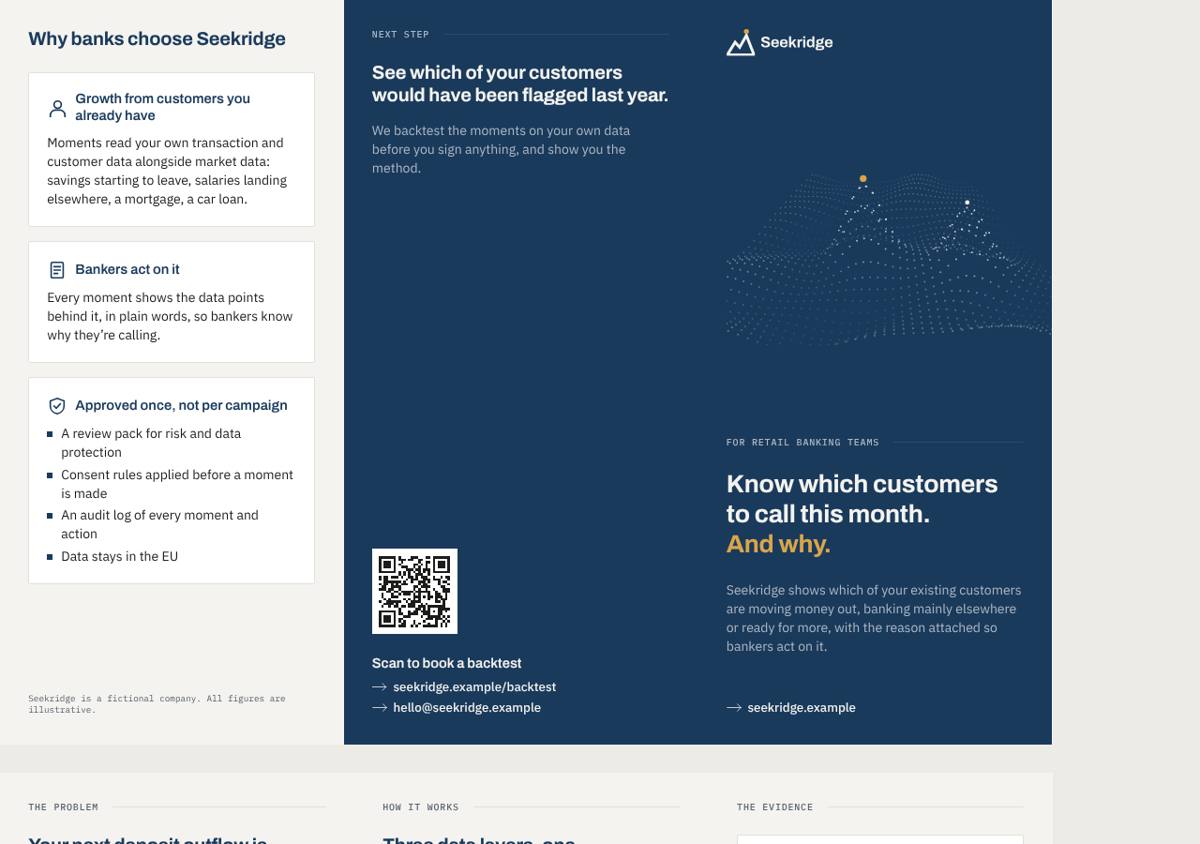 Why banks choose Seekridge
Growth from customers you
already have
Moments read your own transaction and
customer data alongside market data:
savings starting to leave, salaries landing
elsewhere, a mortgage, a car loan.
Bankers act on it
Every moment shows the data points
behind it, in plain words, so bankers know
why they’re calling.
Approved once, not per campaign
A review pack for risk and data
protection
Consent rules applied before a moment
is made
An audit log of every moment and
action
Data stays in the EU
Seekridge is a fictional company. All figures are
illustrative.
NEXT STEP
See which of your customers
would have been flagged last year.
We backtest the moments on your own data
before you sign anything, and show you the
method.
Scan to book a backtest
seekridge.example/backtest
hello@seekridge.example
Seekridge
FOR RETAIL BANKING TEAMS
Know which customers
to call this month.
And why.
Seekridge shows which of your existing customers
are moving money out, banking mainly elsewhere
or ready for more, with the reason attached so
bankers act on it.
seekridge.example
THE PROBLEM
Your next deposit outflow is
HOW IT WORKS
Three data layers, one
THE EVIDENCE